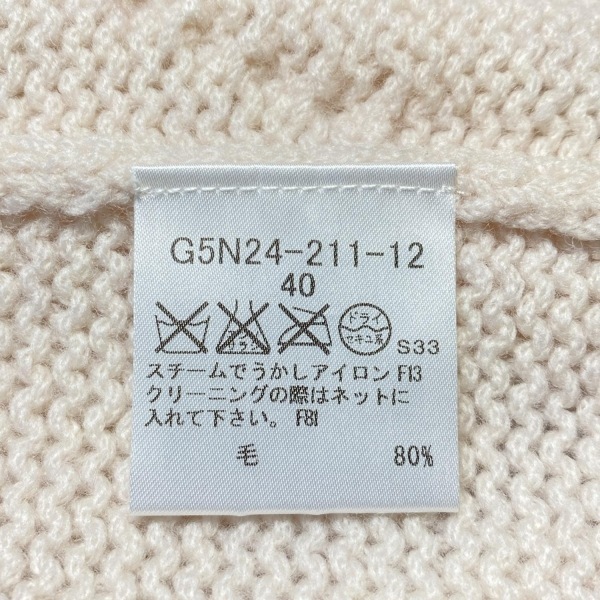 G5N24-211-12
40
ドライ
セキユ系
S33
スチームでうかしアイロン F13
クリーニングの際はネットに
入れて下さい。 F81
毛 80%